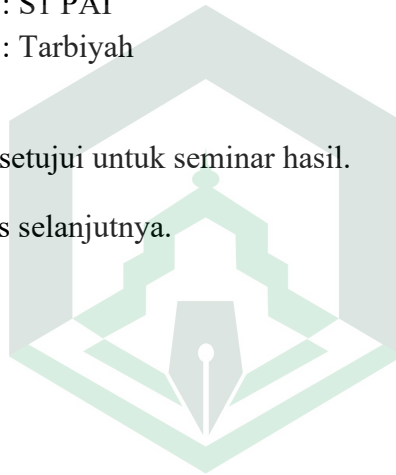 : S1 PAI
: Tarbiyah
setujui untuk seminar hasil.
s selanjutnya.